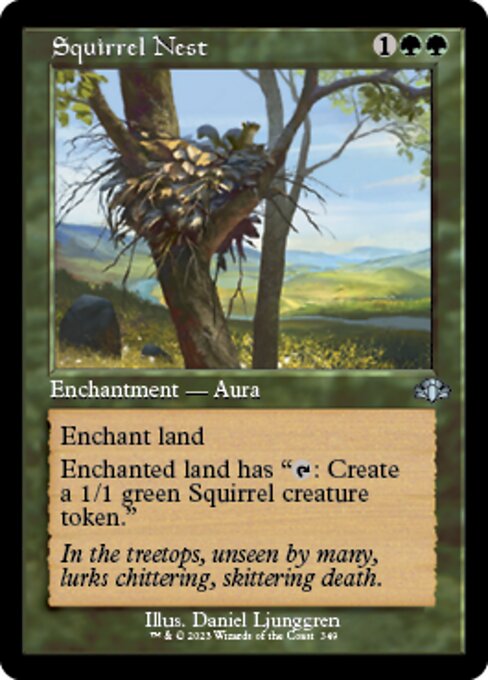 Squirrel Nest 1
Enchantment — Aura
Enchant land
Enchanted land has “: Create
a 1/1 green Squirrel creature
token.”
In the treetops, unseen by many,
lurks chittering, skittering death.
Illus. Daniel Ljunggren
™ & © 2023 Wizards of the Coast 349